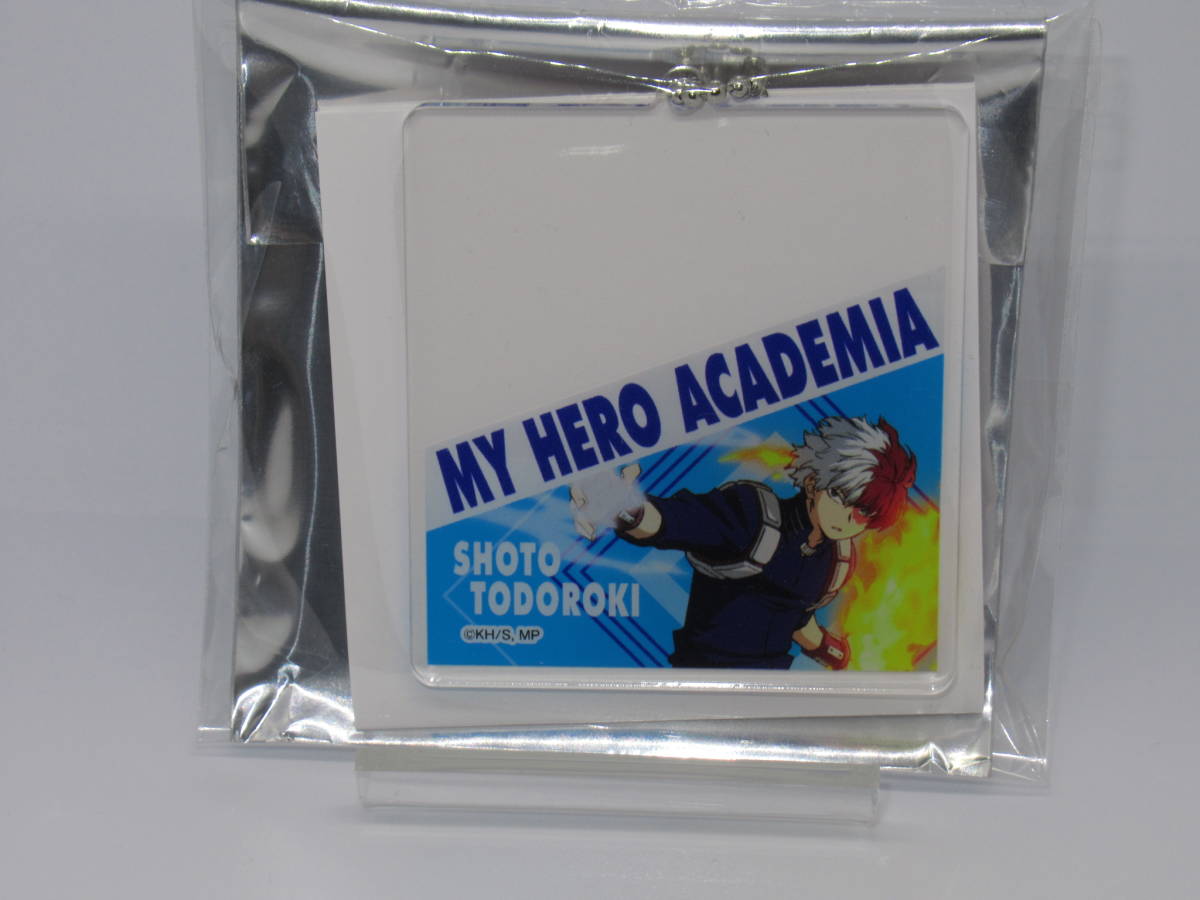 MY HERO ACADEMIA
SHOTO
TODOROKI
©KH/S, MP